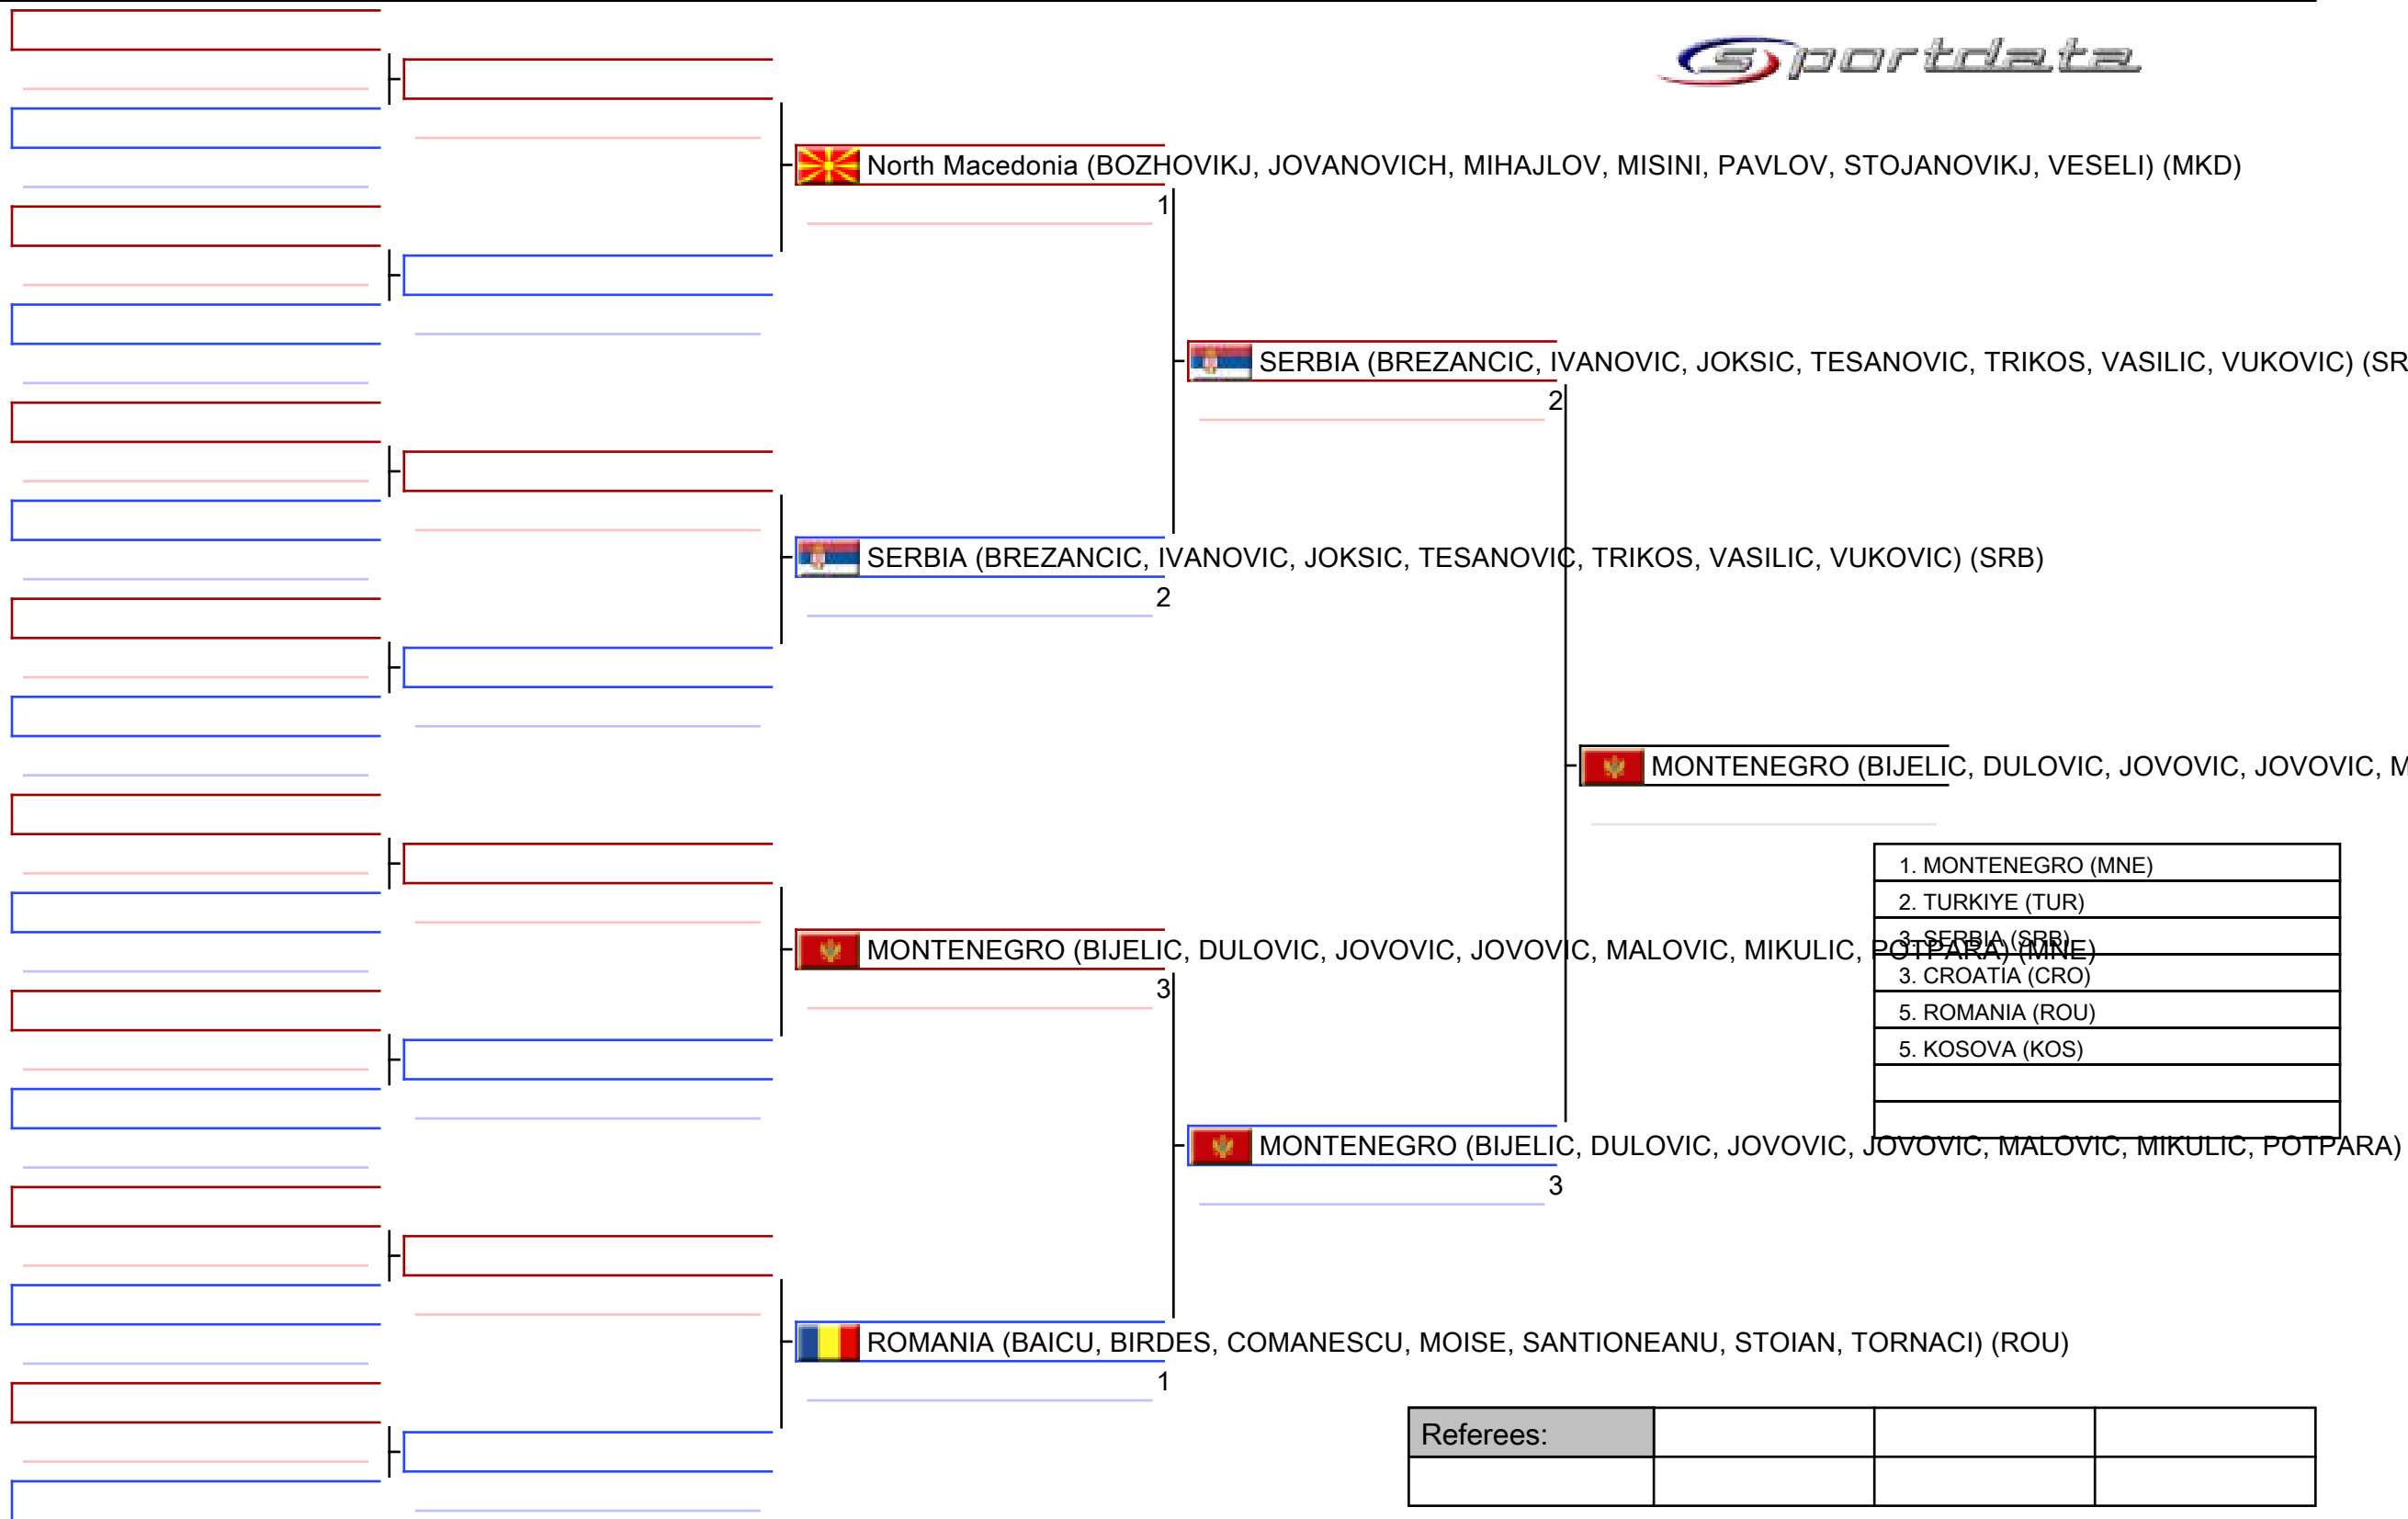 sportdata
North Macedonia (BOZHOVIKJ, JOVANOVICH, MIHAJLOV, MISINI, PAVLOV, STOJANOVIKJ, VESELI) (MKD)
1
SERBIA (BREZANCIC, IVANOVIC, JOKSIC, TESANOVIC, TRIKOS, VASILIC, VUKOVIC) (SR
2
SERBIA (BREZANCIC, IVANOVIC, JOKSIC, TESANOVIC, TRIKOS, VASILIC, VUKOVIC) (SRB)
2
MONTENEGRO (BIJELIC, DULOVIC, JOVOVIC, JOVOVIC, M
1. MONTENEGRO (MNE)
2. TURKIYE (TUR)
3. SERBIA (SRB)
MONTENEGRO (BIJELIC, DULOVIC, JOVOVIC, JOVOVIC, MALOVIC, MIKULIC, POTPARA) (MNE)
3. CROATIA (CRO)
3
5. ROMANIA (ROU)
5. KOSOVA (KOS)
MONTENEGRO (BIJELIC, DULOVIC, JOVOVIC, JOVOVIC, MALOVIC, MIKULIC, POTPARA)
3
ROMANIA (BAICU, BIRDES, COMANESCU, MOISE, SANTIONEANU, STOIAN, TORNACI) (ROU)
1
Referees: